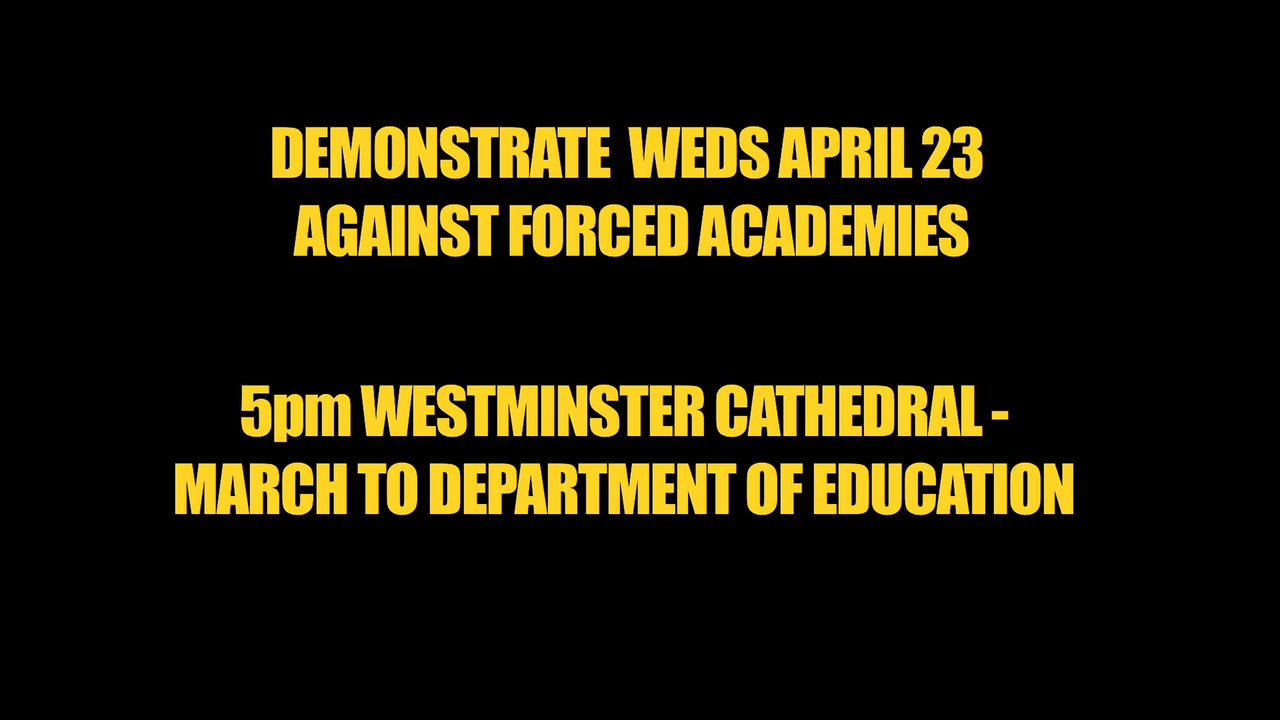 DEMONSTRATE  WEDS APRIL 23
AGAINST FORCED ACADEMIES
5pm WESTMINSTER CATHEDRAL -
MARCH TO DEPARTMENT OF EDUCATION